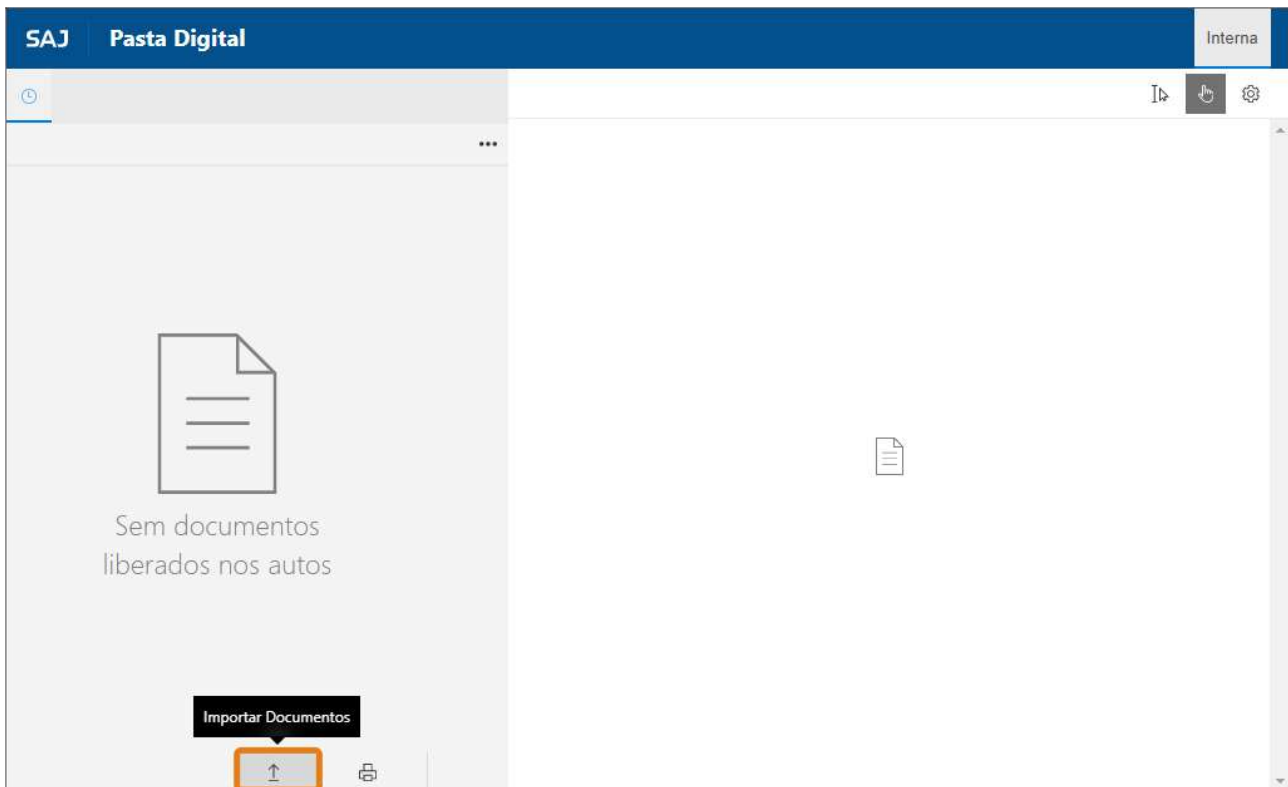 SAJ Pasta Digital
Interna
Sem documentos
liberados nos autos
Importar Documentos